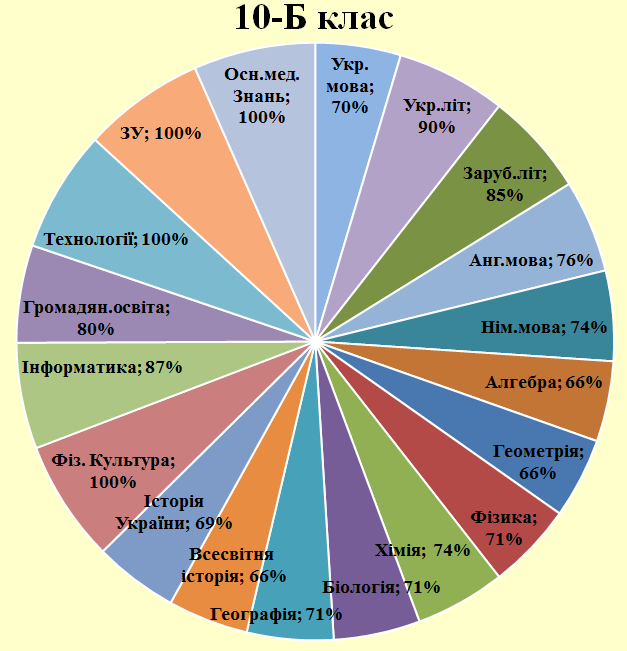 10-Б клас
Укр.
мова;
70%
Укр.літ;
90%
Заруб.літ;
85%
Анг.мова; 76%
Нім.мова; 74%
Алгебра; 66%
Геометрія;
66%
Фізика;
71%
Хімія; 74%
Біологія; 71%
Географія; 71%
Всесвітня
історія; 66%
Історія
України; 69%
Фіз. Культура;
100%
Інформатика; 87%
Громадян.освіта;
80%
Технології; 100%
ЗУ; 100%
Осн.мед.
Знань;
100%